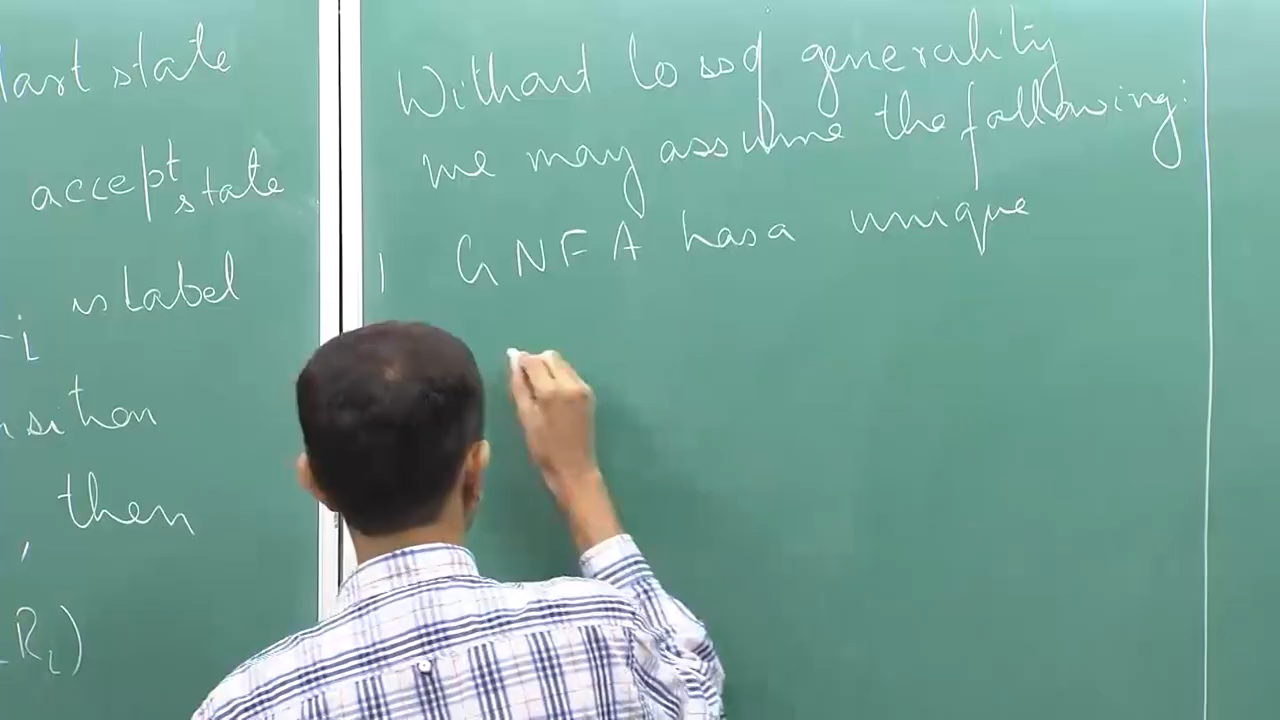 start state
accept state
is label
then
Without loss of generality
we may assume the following:
1 GNFA has a unique